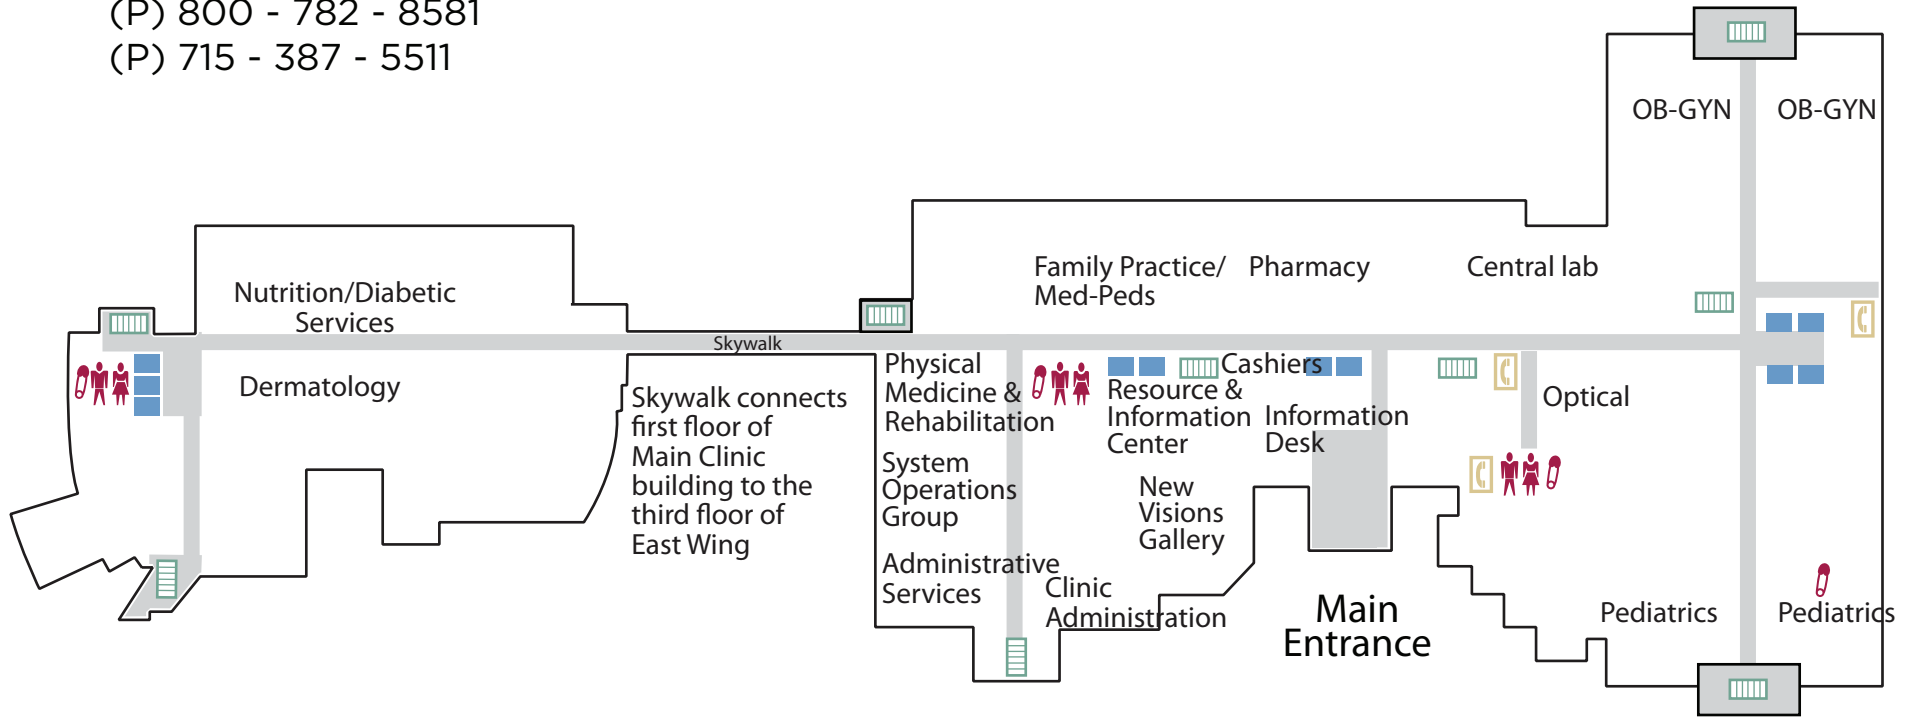 (P) 800 - 782 - 8581
(P) 715 - 387 - 5511
OB-GYN
OB-GYN
Nutrition/Diabetic
Services
Family Practice/
Med-Peds
Pharmacy
Central lab
Skywalk
Dermatology
Skywalk connects
first floor of
Main Clinic
building to the
third floor of
East Wing
Physical
Medicine &
Rehabilitation
System
Operations
Group
Administrative
Services
Clinic
Administration
Cashiers
Resource &
Information
Center
Information
Desk
New
Visions
Gallery
Optical
Main
Entrance
Pediatrics
Pediatrics